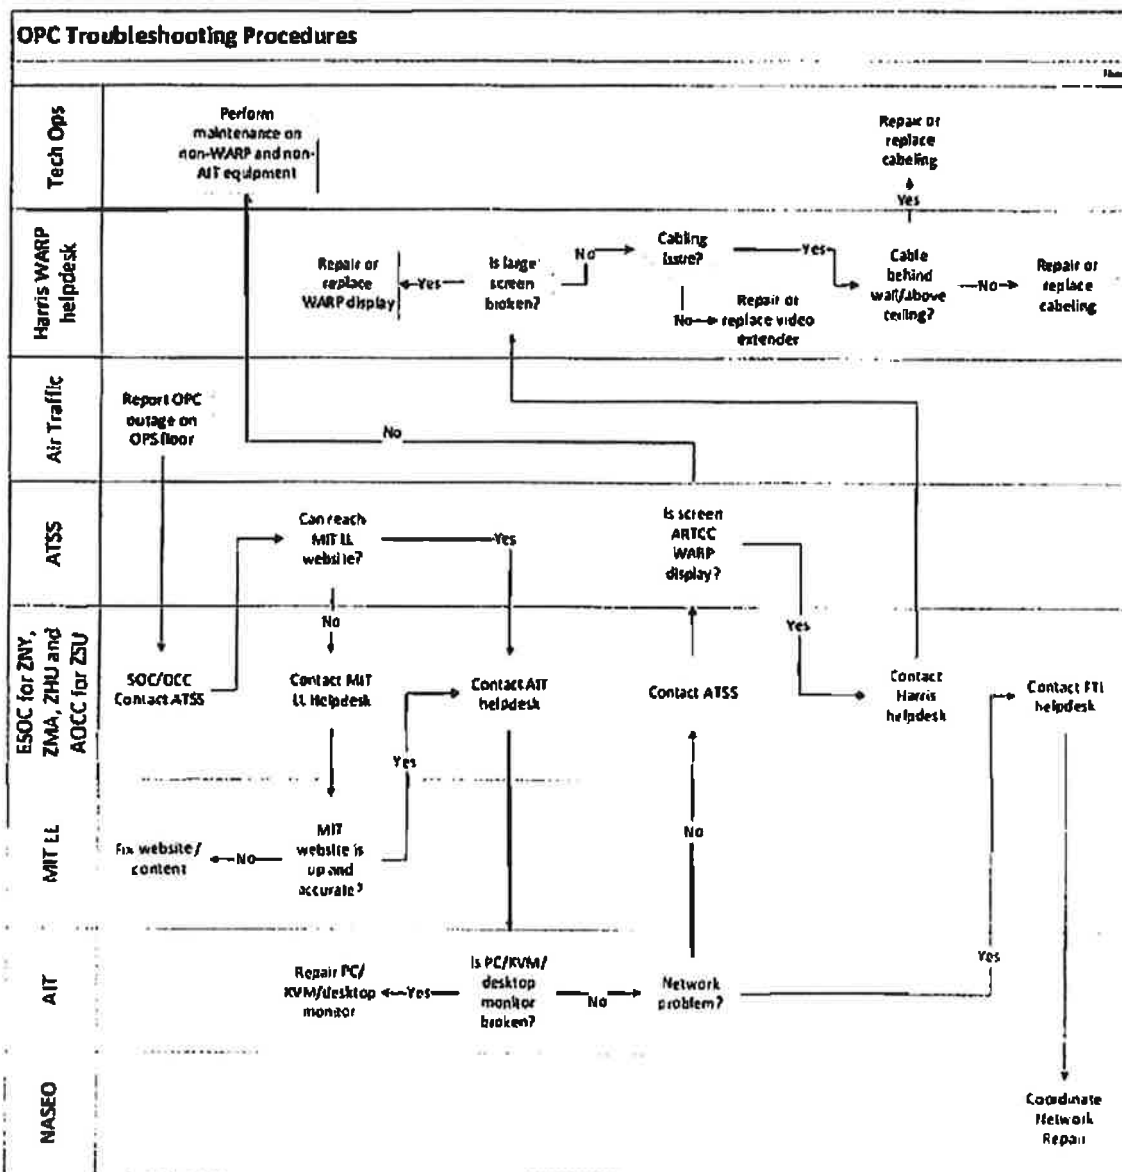 OPC Troubleshooting Procedures
Tech Ops
Perform
maintenance on
non-WARP and non-
AIT equipment
Repair or
replace
cabeling
Yes
Harris WARP
helpdesk
Repair or
replace
WARP display
Yes
Is large
screen
broken?
No
Cabling
issue?
Yes
Cable
behind
wall/above
ceiling?
No
Repair or
replace
cabeling
No
Repair or
replace video
extender
Air Traffic
Report OPC
outage on
OPS floor
No
ATSS
Can reach
MIT LL
website?
Yes
Is screen
ARTCC
WARP
display?
No
Yes
ESOC for ZNY,
ZMA, ZHU and
AOCC for ZSU
SOC/OCC
Contact ATSS
Contact MIT
LL Helpdesk
Contact AIT
helpdesk
Contact ATSS
Contact
Harris
helpdesk
Contact FTI
helpdesk
Yes
MIT LL
Fix website/
content
No
MIT
website is
up and
accurate?
No
AIT
Repair PC/
KVM/desktop
monitor
Yes
Is PC/KVM/
desktop
monitor
broken?
No
Network
problem?
Yes
NASEO
Coordinate
Network
Repair